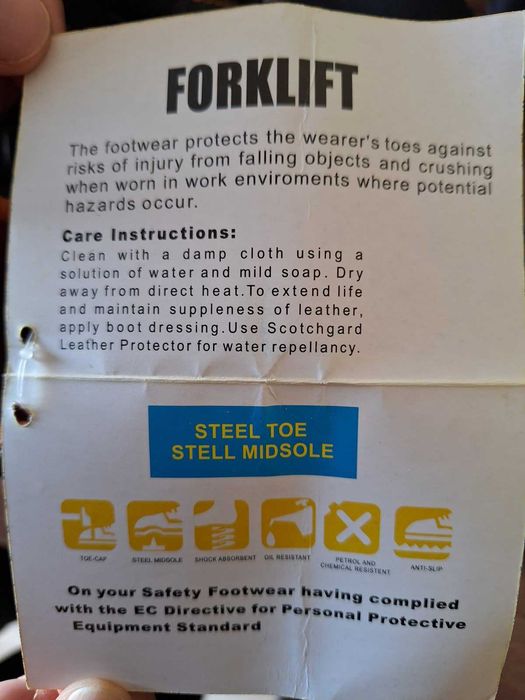 FORKLIFT
The footwear protects the wearer's toes against
risks of injury from falling objects and crushing
when worn in work enviroments where potential
hazards occur.
Care Instructions:
Clean with a damp cloth using a
solution of water and mild soap. Dry
away from direct heat.To extend life
and maintain suppleness of leather,
apply boot dressing.Use Scotchgard
Leather Protector for water repellancy.
STEEL TOE
STELL MIDSOLE
TOE-CAP
STEEL MIDSOLE
SHOCK ABSORBENT
OIL RESISTANT
PETROL AND
CHEMICAL RESISTENT
ANTI-SLIP
On your Safety Footwear having complied
with the EC Directive for Personal Protective
Equipment Standard